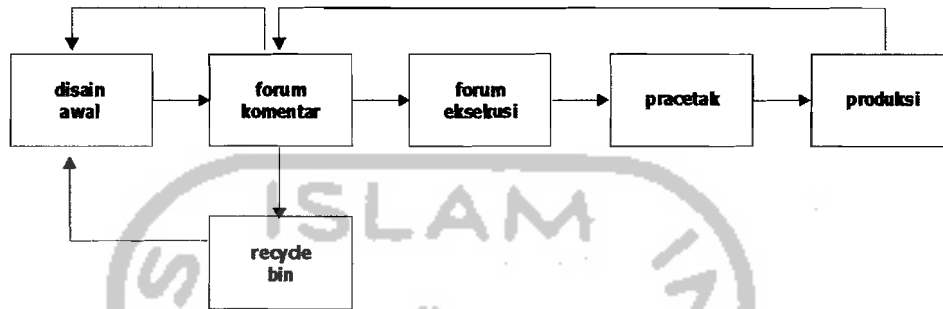 disain
awal
forum
komentar
forum
eksekusi
pracetak
produksi
recycle
bin
ISLAM